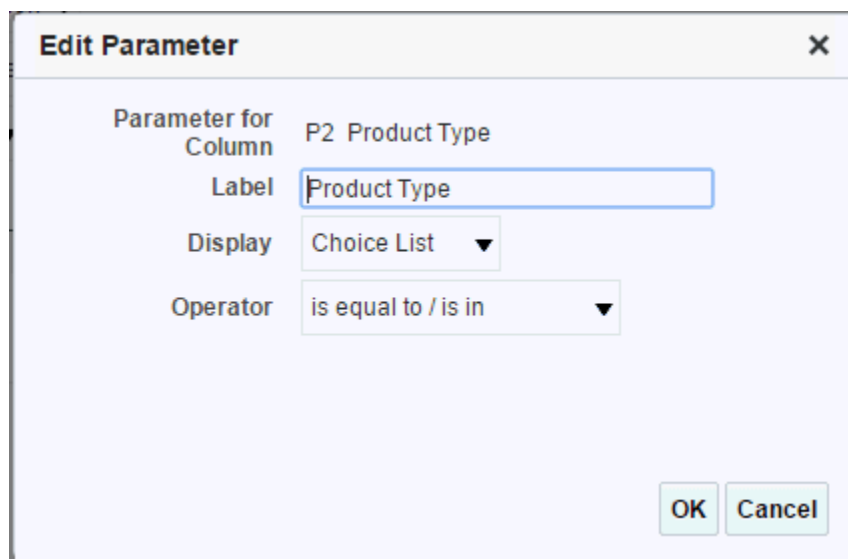 Edit Parameter
Parameter for
Column
P2 Product Type
Label
Product Type
Display
Choice List
Operator
is equal to / is in
OK
Cancel